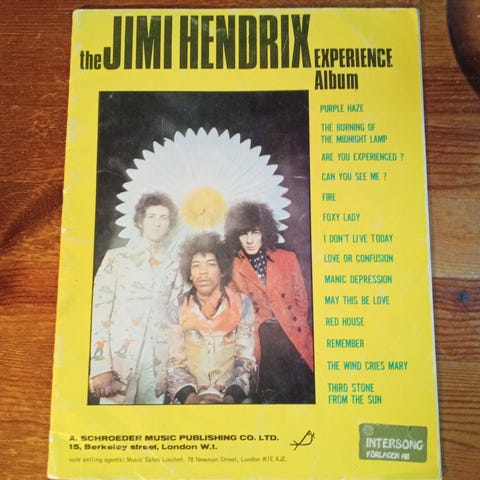 the JIMI HENDRIX EXPERIENCE
Album
PURPLE HAZE
THE BURNING OF
THE MIDNIGHT LAMP
ARE YOU EXPERIENCED ?
CAN YOU SEE ME ?
FIRE
FOXY LADY
I DON'T LIVE TODAY
LOVE OR CONFUSION
MANIC DEPRESSION
MAY THIS BE LOVE
RED HOUSE
REMEMBER
THE WIND CRIES MARY
THIRD STONE
FROM THE SUN
A. SCHROEDER MUSIC PUBLISHING CO. LTD.
15, Berkeley street, London W.1.
sole selling agents: Music Sales Limited, 78 Newman Street, London W1E 4JZ.
INTERSONG
FÖRLAGEN AB